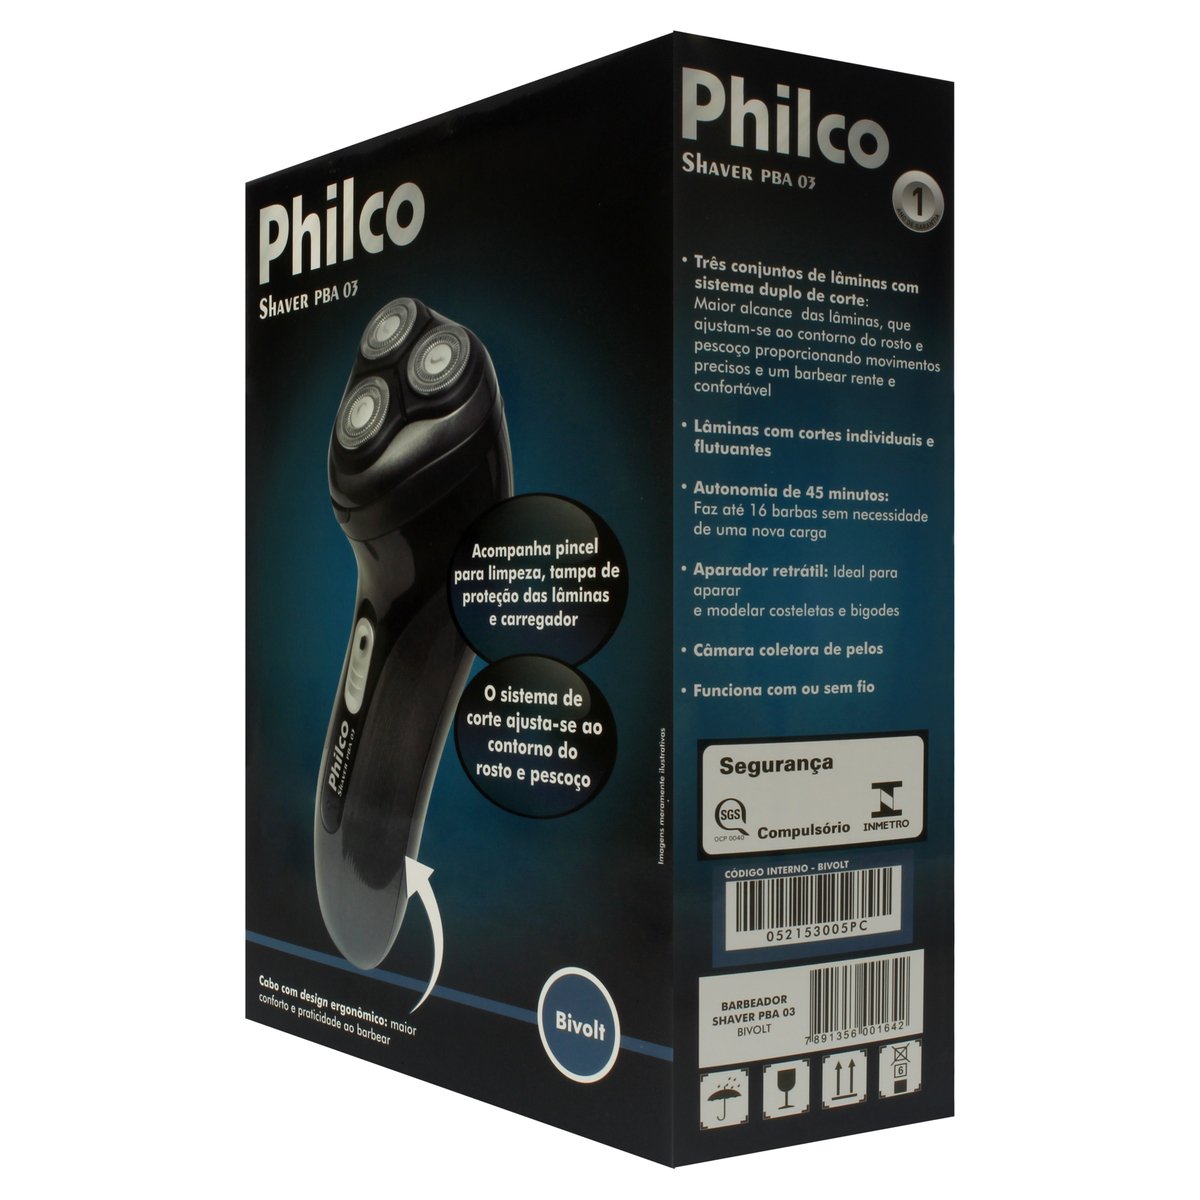 Philco
SHAVER PBA 03
Acompanha pincel
para limpeza, tampa de
proteção das lâminas
e carregador
O sistema de
corte ajusta-se ao
contorno do
rosto e pescoço
Philco
SHAVER PBA 03
Cabo com design ergonômico: maior
conforto e praticidade ao barbear
Bivolt
Imagens meramente ilustrativas
Philco
SHAVER PBA 03
1
ANO DE GARANTIA
• Três conjuntos de lâminas com
sistema duplo de corte:
Maior alcance das lâminas, que
ajustam-se ao contorno do rosto e
pescoço proporcionando movimentos
precisos e um barbear rente e
confortável
• Lâminas com cortes individuais e
flutuantes
• Autonomia de 45 minutos:
Faz até 16 barbas sem necessidade
de uma nova carga
• Aparador retrátil: Ideal para
aparar
e modelar costeletas e bigodes
• Câmara coletora de pelos
• Funciona com ou sem fio
Segurança
SGS
OCP 0040
Compulsório
INMETRO
CÓDIGO INTERNO - BIVOLT
052153005PC
BARBEADOR
SHAVER PBA 03
BIVOLT
7891356001642
6